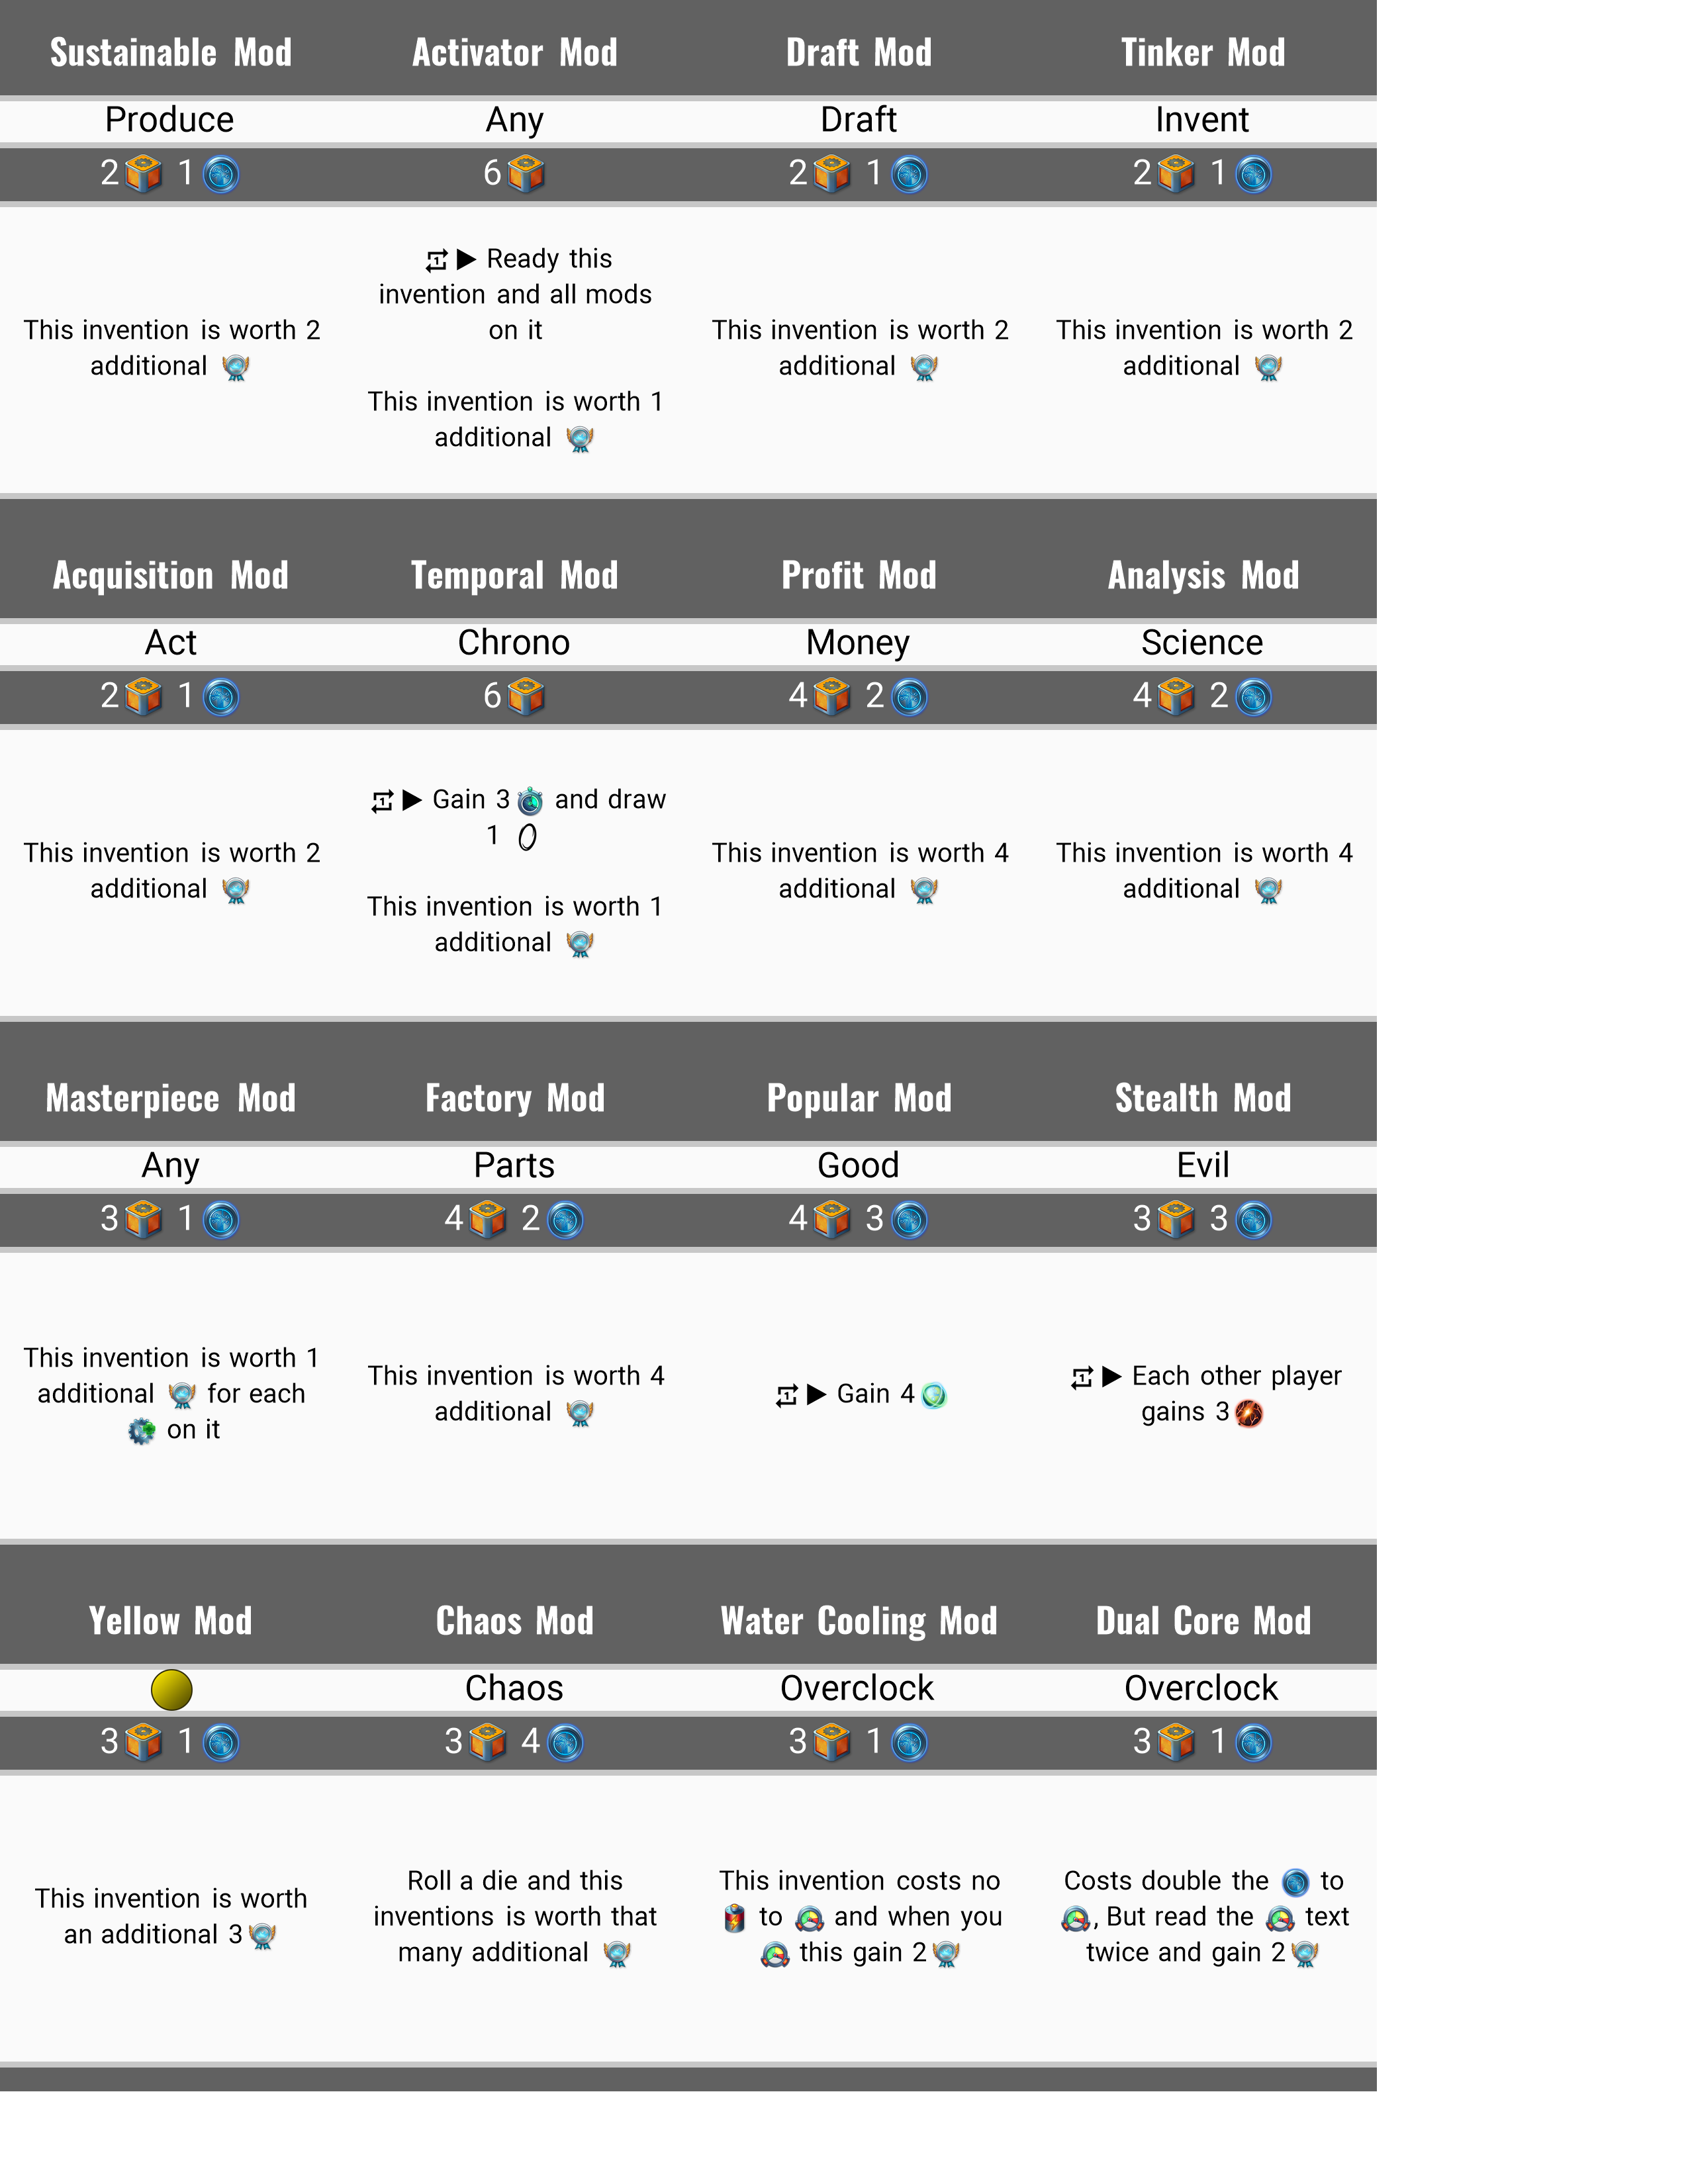 Sustainable Mod
Activator Mod
Draft Mod
Tinker Mod
Produce
Any
Draft
Invent
2 1
6
2 1
2 1
This invention is worth 2
additional
1 Ready this
invention and all mods
on it
This invention is worth 1
additional
This invention is worth 2
additional
This invention is worth 2
additional
Acquisition Mod
Temporal Mod
Profit Mod
Analysis Mod
Act
Chrono
Money
Science
2 1
6
4 2
4 2
This invention is worth 2
additional
1 Gain 3 and draw
1
This invention is worth 1
additional
This invention is worth 4
additional
This invention is worth 4
additional
Masterpiece Mod
Factory Mod
Popular Mod
Stealth Mod
Any
Parts
Good
Evil
3 1
4 2
4 3
3 3
This invention is worth 1
additional for each
on it
This invention is worth 4
additional
1 Gain 4
1 Each other player
gains 3
Yellow Mod
Chaos Mod
Water Cooling Mod
Dual Core Mod
Chaos
Overclock
Overclock
3 1
3 4
3 1
3 1
This invention is worth
an additional 3
Roll a die and this
inventions is worth that
many additional
This invention costs no
to and when you
this gain 2
Costs double the to
, But read the text
twice and gain 2